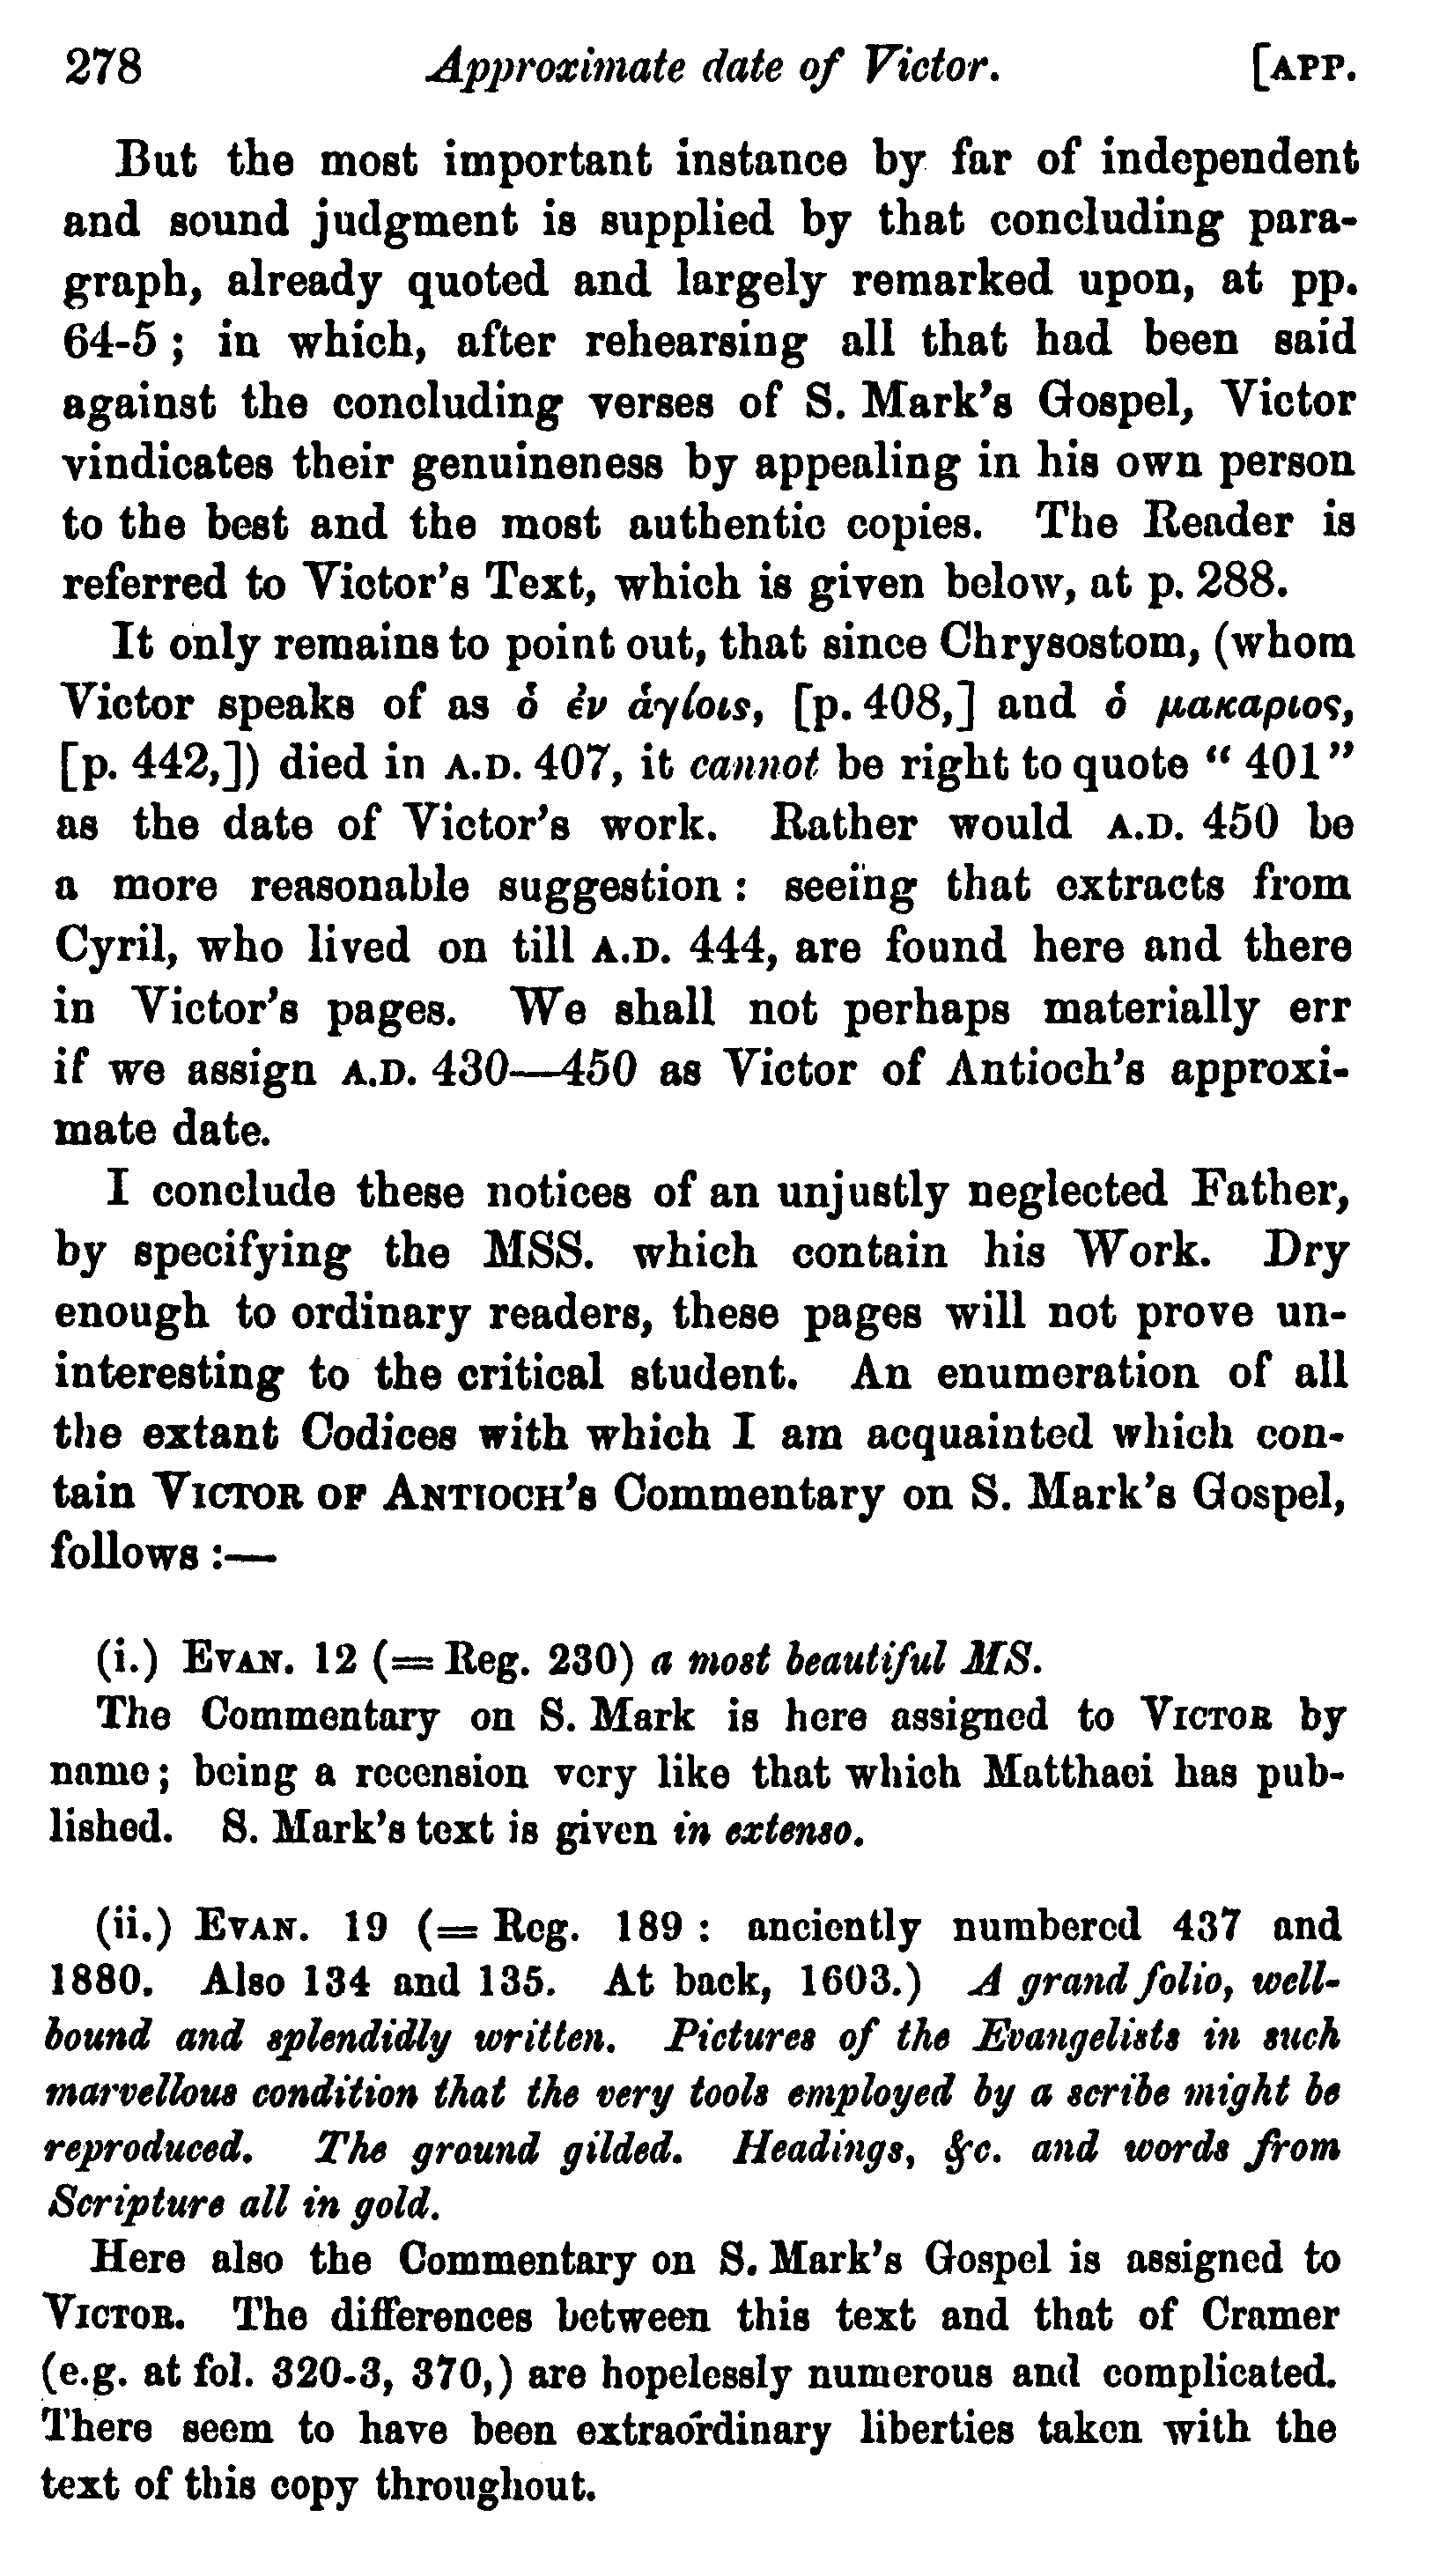 278 Approximate date of Victor. [APP.
But the most important instance by far of independent
and sound judgment is supplied by that concluding para-
graph, already quoted and largely remarked upon, at pp.
64-5 ; in which, after rehearsing all that had been said
against the concluding verses of S. Mark's Gospel, Victor
vindicates their genuineness by appealing in his own person
to the best and the most authentic copies. The Reader is
referred to Victor's Text, which is given below, at p. 288.
It only remains to point out, that since Chrysostom, (whom
Victor speaks of as ὁ ἐν ἁγίοις, [p. 408,] and ὁ μακαριος,
[p. 442,]) died in A.D. 407, it cannot be right to quote “ 401 ”
as the date of Victor's work. Rather would A.D. 450 be
a more reasonable suggestion : seeing that extracts from
Cyril, who lived on till A.D. 444, are found here and there
in Victor's pages. We shall not perhaps materially err
if we assign A.D. 430—450 as Victor of Antioch's approxi-
mate date.
I conclude these notices of an unjustly neglected Father,
by specifying the MSS. which contain his Work. Dry
enough to ordinary readers, these pages will not prove un-
interesting to the critical student. An enumeration of all
the extant Codices with which I am acquainted which con-
tain VICTOR OF ANTIOCH's Commentary on S. Mark's Gospel,
follows :—
(i.) EVAN. 12 (= Reg. 230) a most beautiful MS.
The Commentary on S. Mark is here assigned to VICTOR by
name ; being a recension very like that which Matthaei has pub-
lished. S. Mark's text is given in extenso.
(ii.) EVAN. 19 (= Reg. 189 : anciently numbered 437 and
1880. Also 134 and 135. At back, 1603.) A grand folio, well-
bound and splendidly written. Pictures of the Evangelists in such
marvellous condition that the very tools employed by a scribe might be
reproduced. The ground gilded. Headings, &c. and words from
Scripture all in gold.
Here also the Commentary on S. Mark's Gospel is assigned to
VICTOR. The differences between this text and that of Cramer
(e.g. at fol. 320-3, 370,) are hopelessly numerous and complicated.
There seem to have been extraordinary liberties taken with the
text of this copy throughout.